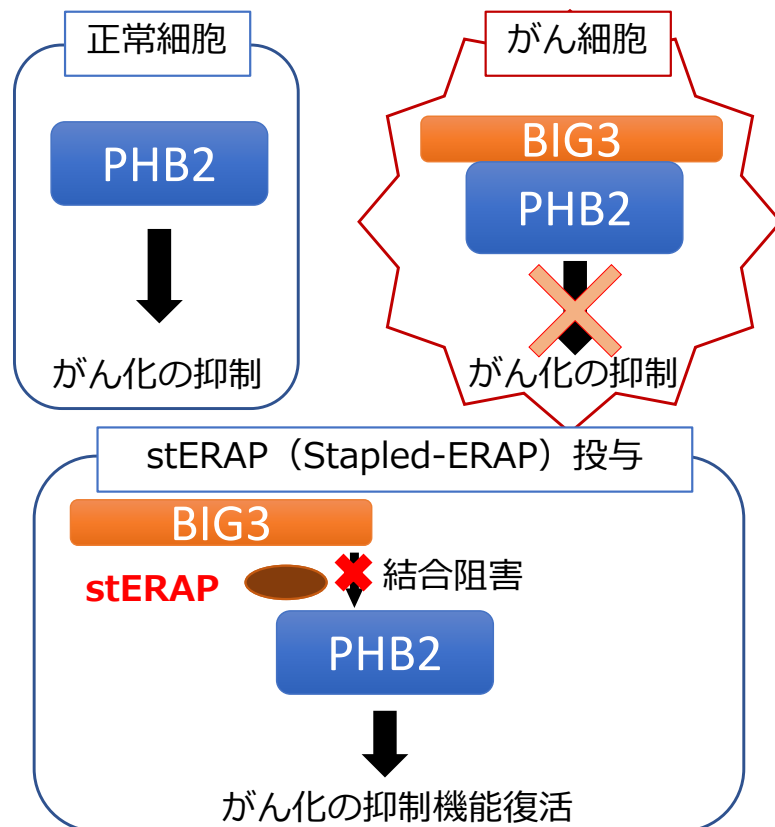 正常細胞
PHB2
がん化の抑制
がん細胞
BIG3
PHB2
がん化の抑制
stERAP（Stapled-ERAP）投与
BIG3
stERAP
結合阻害
PHB2
がん化の抑制機能復活